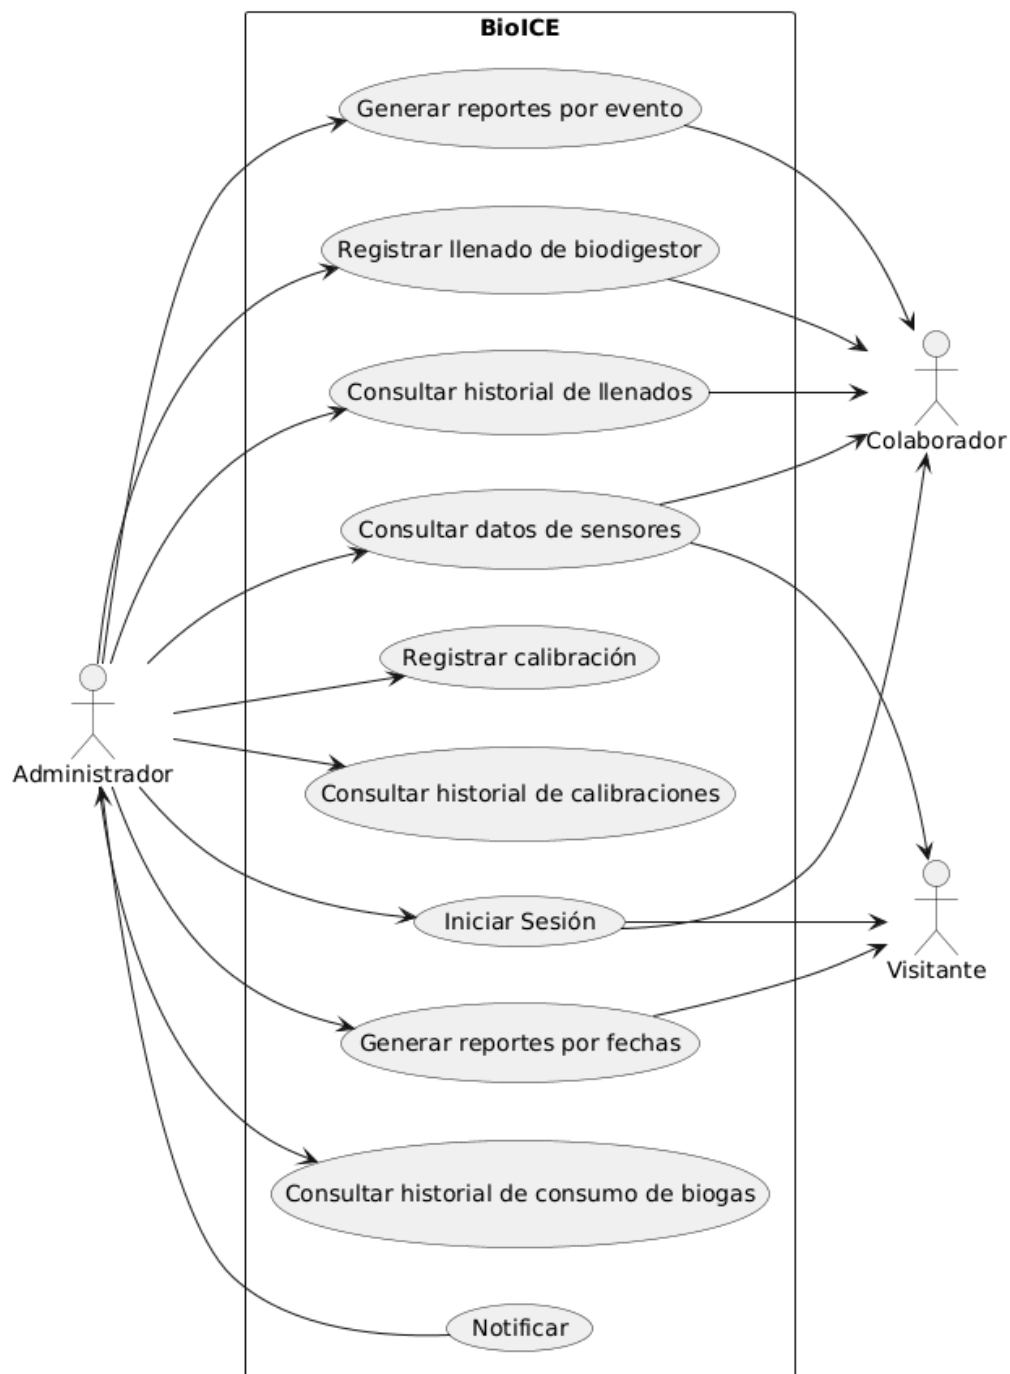 BioICE
Generar reportes por evento
Registrar llenado de biodigestor
Consultar historial de llenados
Colaborador
Consultar datos de sensores
Registrar calibración
Administrador
Consultar historial de calibraciones
Iniciar Sesión
Visitante
Generar reportes por fechas
Consultar historial de consumo de biogas
Notificar